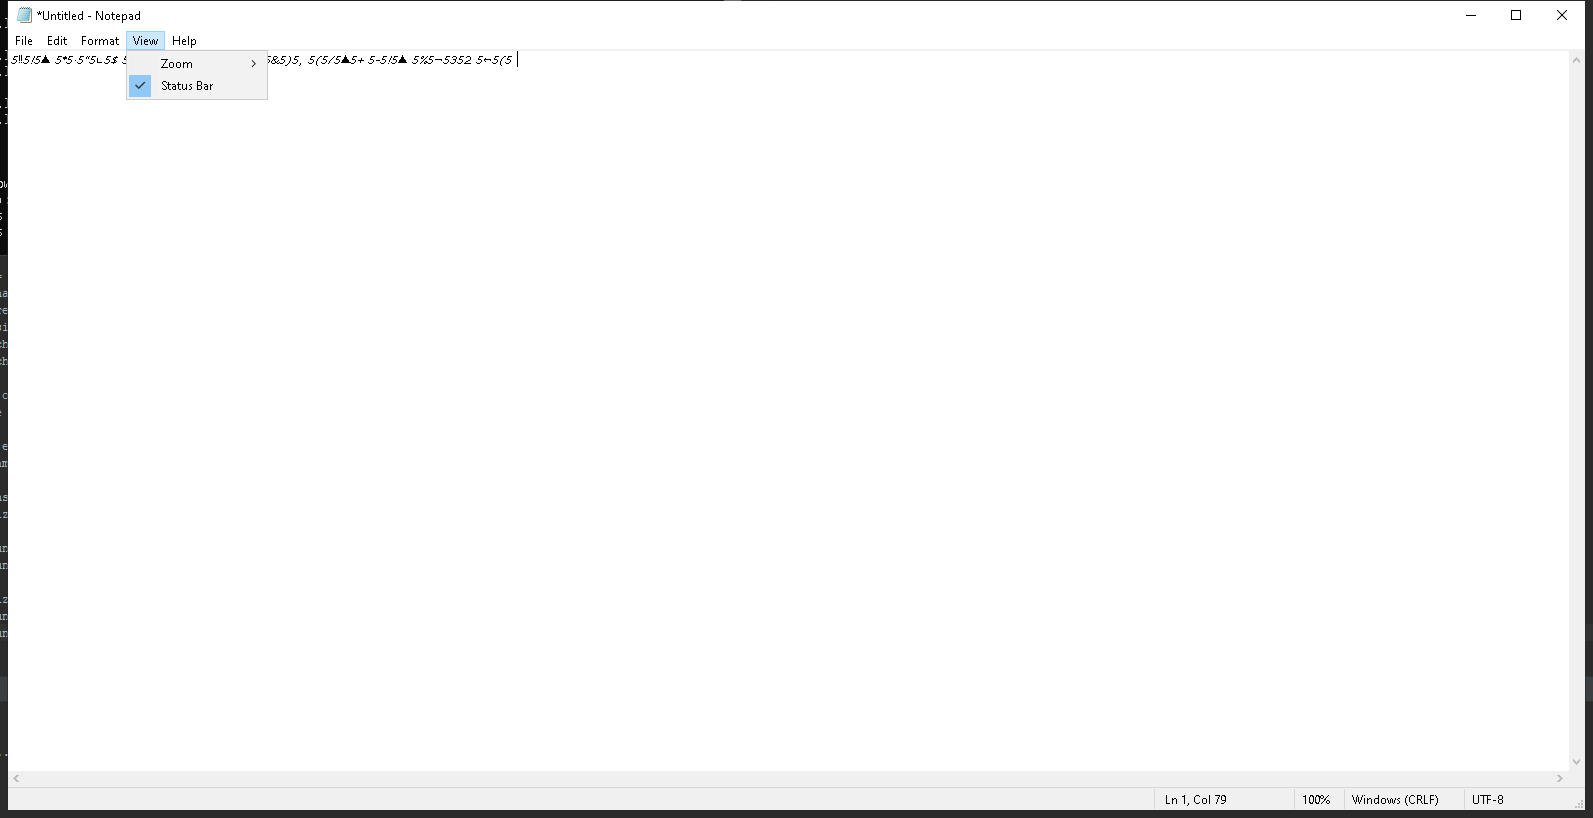 *Untitled - Notepad
File Edit Format View Help
5‼5/5▲ 5*5·5"5∟5$ 5&5)5, 5(5/5▲5+ 5-5/5▲ 5%5¬5352 5←5(5
Zoom
Status Bar
Ln 1, Col 79
100%
Windows (CRLF)
UTF-8